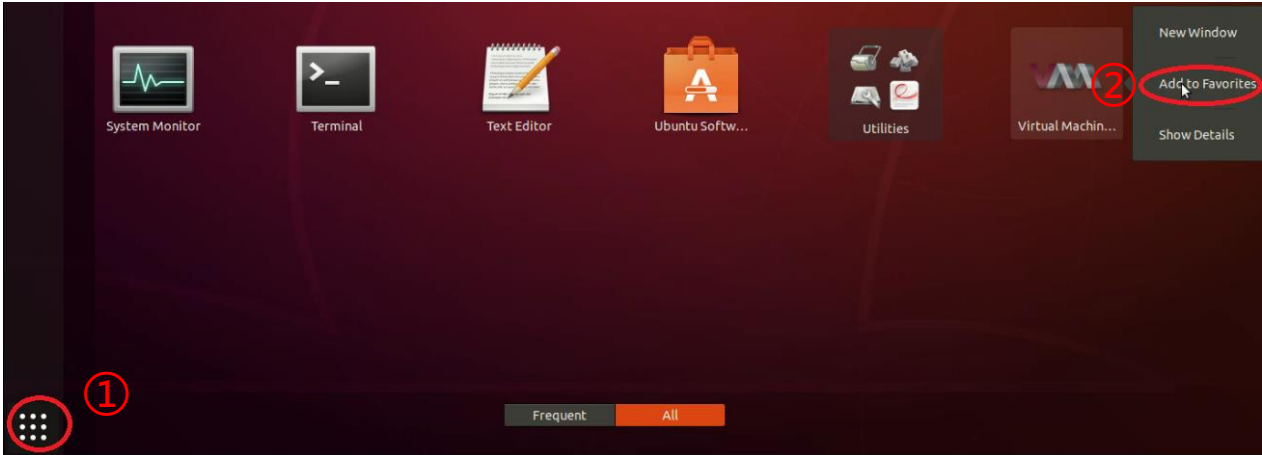 New Window
②
Add to Favorites
Show Details
System Monitor
Terminal
Text Editor
Ubuntu Softw...
Utilities
Virtual Machin...
①
Frequent
All